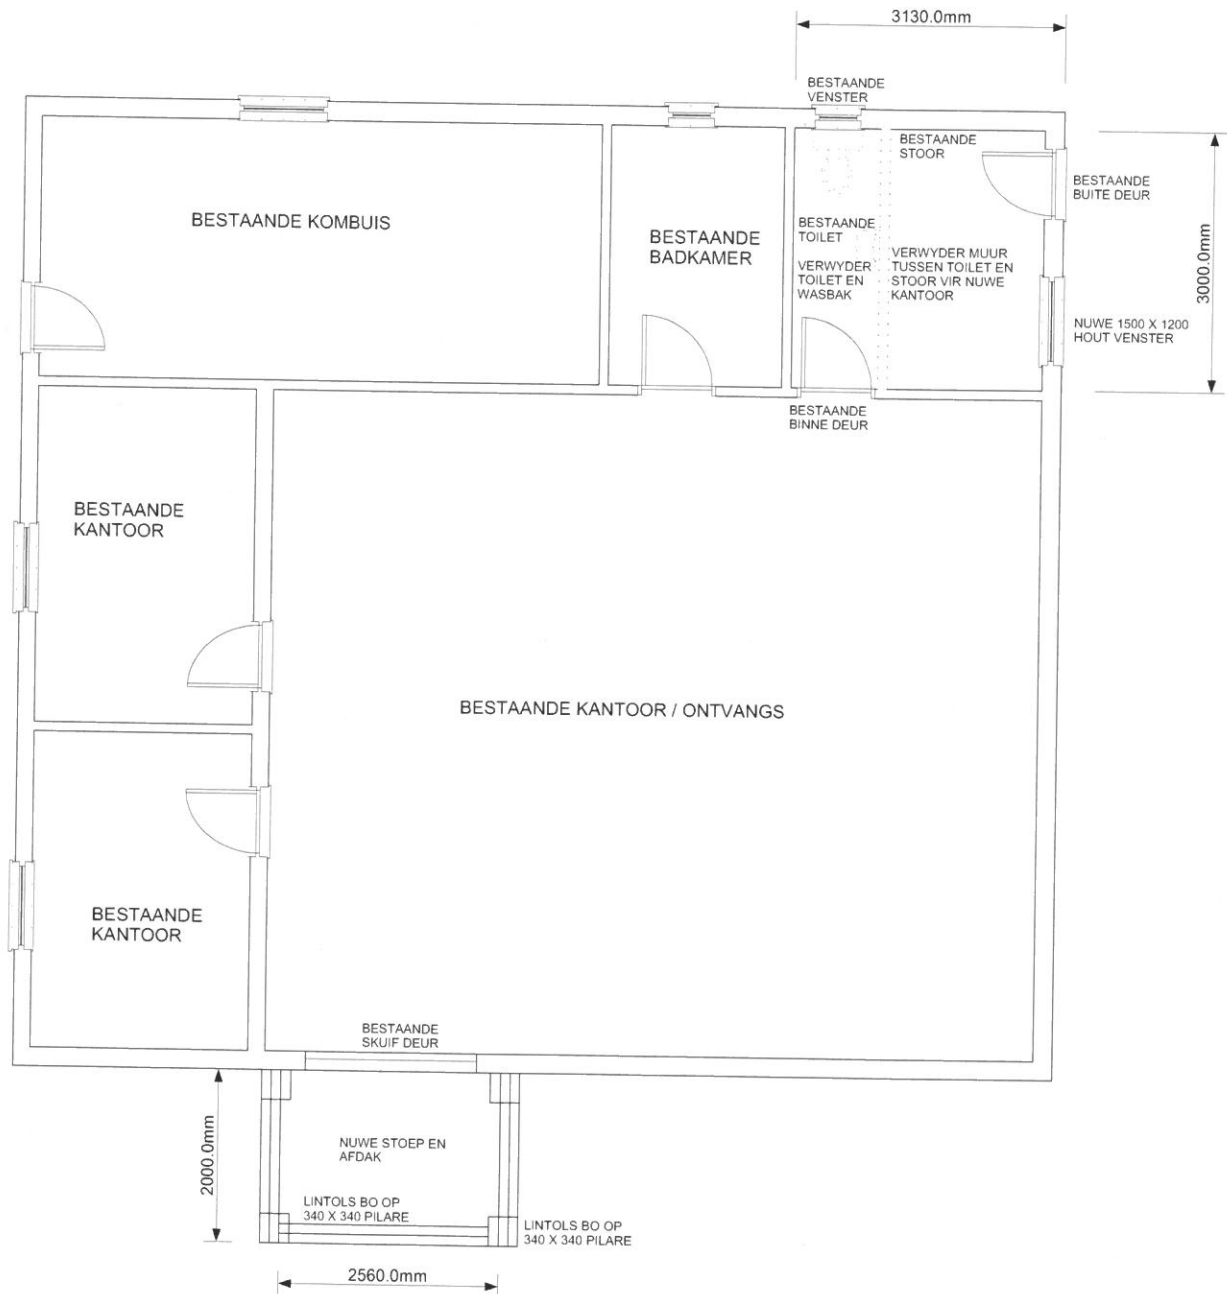 3130.0mm
BESTAANDE
VENSTER
BESTAANDE
STOOR
BESTAANDE
BUITE DEUR
BESTAANDE KOMBUIS
BESTAANDE
BADKAMER
BESTAANDE
TOILET
VERWYDER
TOILET EN
WASBAK
VERWYDER MUUR
TUSSEN TOILET EN
STOOR VIR NUWE
KANTOOR
3000.0mm
NUWE 1500 X 1200
HOUT VENSTER
BESTAANDE
BINNE DEUR
BESTAANDE
KANTOOR
BESTAANDE KANTOOR / ONTVANGS
BESTAANDE
KANTOOR
BESTAANDE
SKUIF DEUR
2000.0mm
NUWE STOEP EN
AFDAK
LINTOLS BO OP
340 X 340 PILARE
LINTOLS BO OP
340 X 340 PILARE
2560.0mm